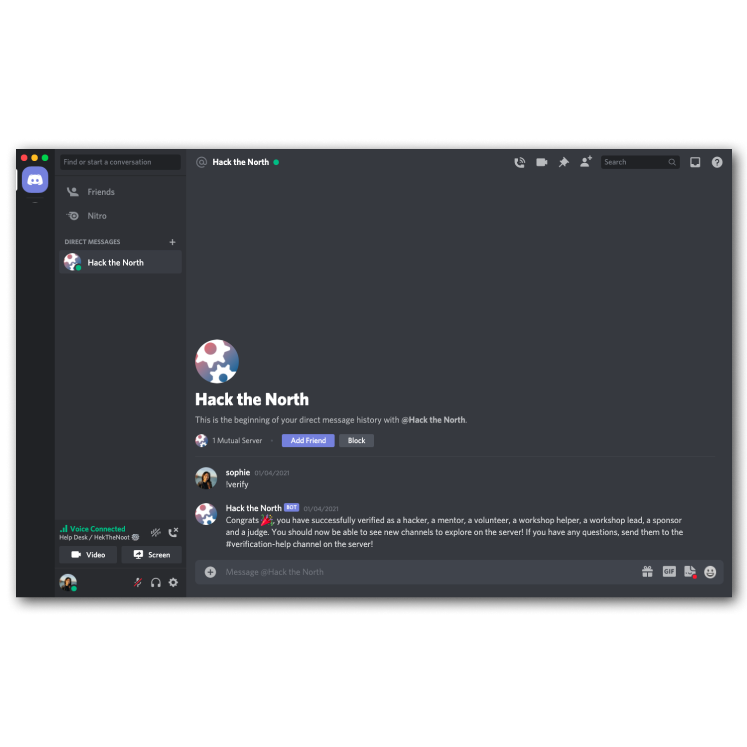 Find or start a conversation
Friends
Nitro
DIRECT MESSAGES
Hack the North
Voice Connected
Help Desk / HekTheNoot
Video
Screen
Hack the North
Search
Hack the North
This is the beginning of your direct message history with @Hack the North.
1 Mutual Server
Add Friend
Block
sophie 01/04/2021
!verify
Hack the North BOT 01/04/2021
Congrats 🎉, you have successfully verified as a hacker, a mentor, a volunteer, a workshop helper, a workshop lead, a sponsor
and a judge. You should now be able to see new channels to explore on the server! If you have any questions, send them to the
#verification-help channel on the server!
Message @Hack the North
GIF